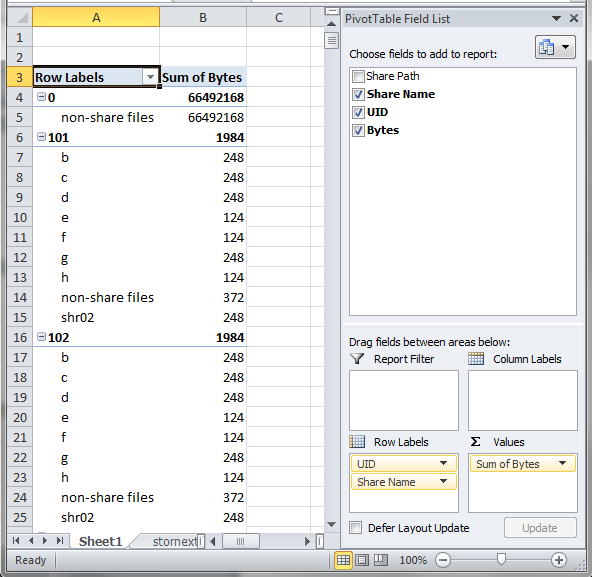 A B C
1
2
3 Row Labels Sum of Bytes
4 0 66492168
5 non-share files 66492168
6 101 1984
7 b 248
8 c 248
9 d 248
10 e 124
11 f 124
12 g 248
13 h 124
14 non-share files 372
15 shr02 248
16 102 1984
17 b 248
18 c 248
19 d 248
20 e 124
21 f 124
22 g 248
23 h 124
24 non-share files 372
25 shr02 248
Sheet1 stornext
Ready 100%
PivotTable Field List
Choose fields to add to report:
Share Path
Share Name
UID
Bytes
Drag fields between areas below:
Report Filter Column Labels
Row Labels Σ Values
UID Sum of Bytes
Share Name
Defer Layout Update Update